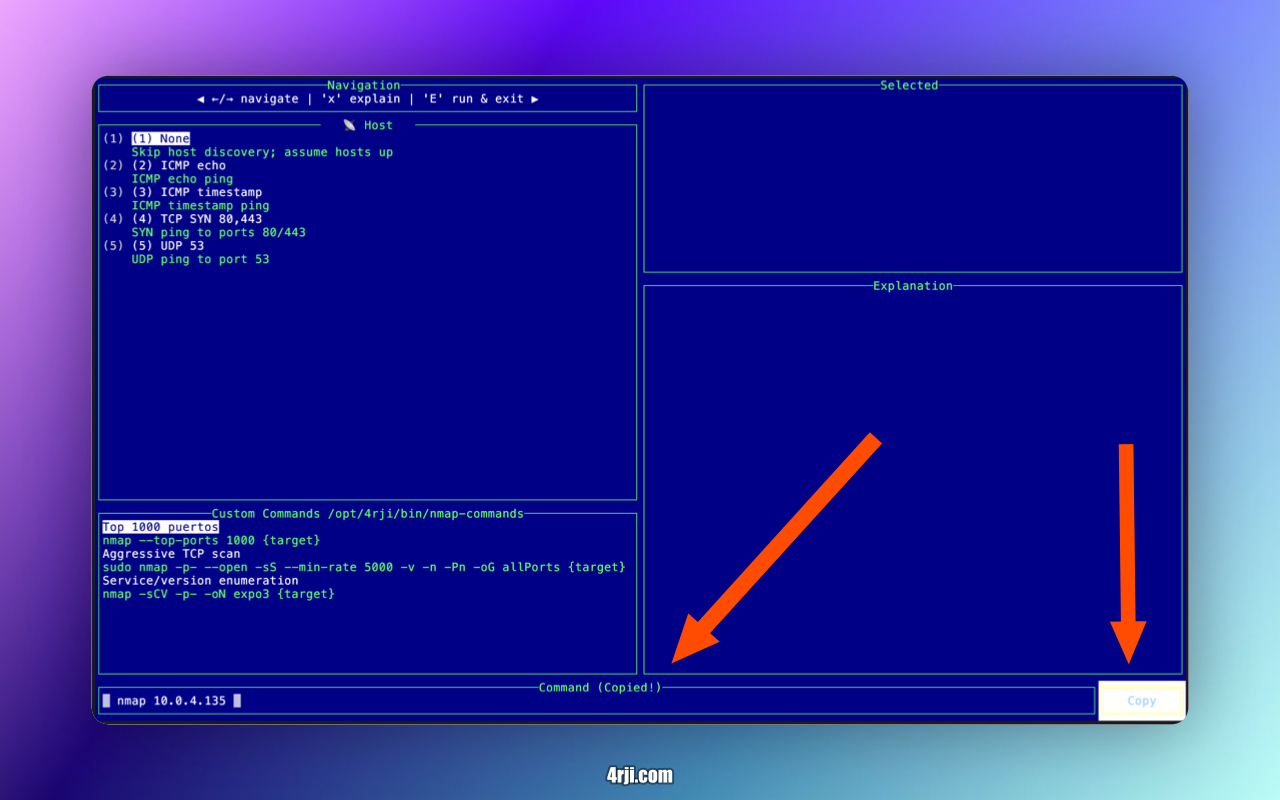 Navigation
◄ ←/→ navigate | 'x' explain | 'E' run & exit ►
Host
(1) (1) None
Skip host discovery; assume hosts up
(2) (2) ICMP echo
ICMP echo ping
(3) (3) ICMP timestamp
ICMP timestamp ping
(4) (4) TCP SYN 80,443
SYN ping to ports 80/443
(5) (5) UDP 53
UDP ping to port 53
Custom Commands /opt/4rji/bin/nmap-commands
Top 1000 puertos
nmap --top-ports 1000 {target}
Aggressive TCP scan
sudo nmap -p- --open -sS --min-rate 5000 -v -n -Pn -oG allPorts {target}
Service/version enumeration
nmap -sCV -p- -oN expo3 {target}
Selected
Explanation
Command (Copied!)
nmap 10.0.4.135
Copy
4rji.com